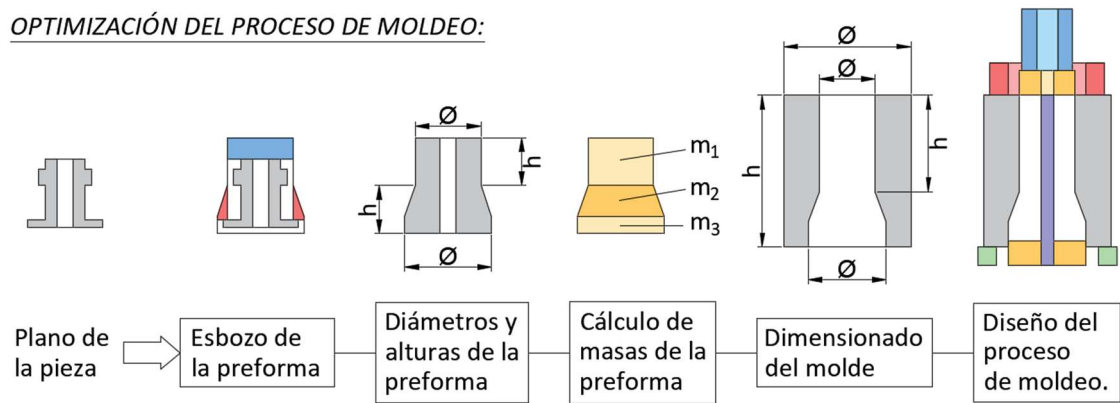 OPTIMIZACIÓN DEL PROCESO DE MOLDEO:
Ø
h
h
Ø
m1
m2
m3
Ø
Ø
h
h
Ø
Plano de
la pieza
Esbozo de
la preforma
Diámetros y
alturas de la
preforma
Cálculo de
masas de la
preforma
Dimensionado
del molde
Diseño del
proceso
de moldeo.